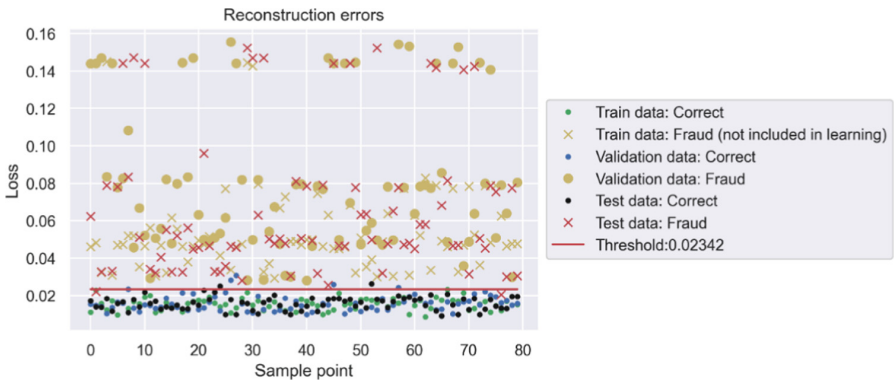 Reconstruction errors
0.16
0.14
0.12
0.10
0.08
0.06
0.04
0.02
Loss
0 10 20 30 40 50 60 70 80
Sample point
Train data: Correct
Train data: Fraud (not included in learning)
Validation data: Correct
Validation data: Fraud
Test data: Correct
Test data: Fraud
Threshold:0.02342